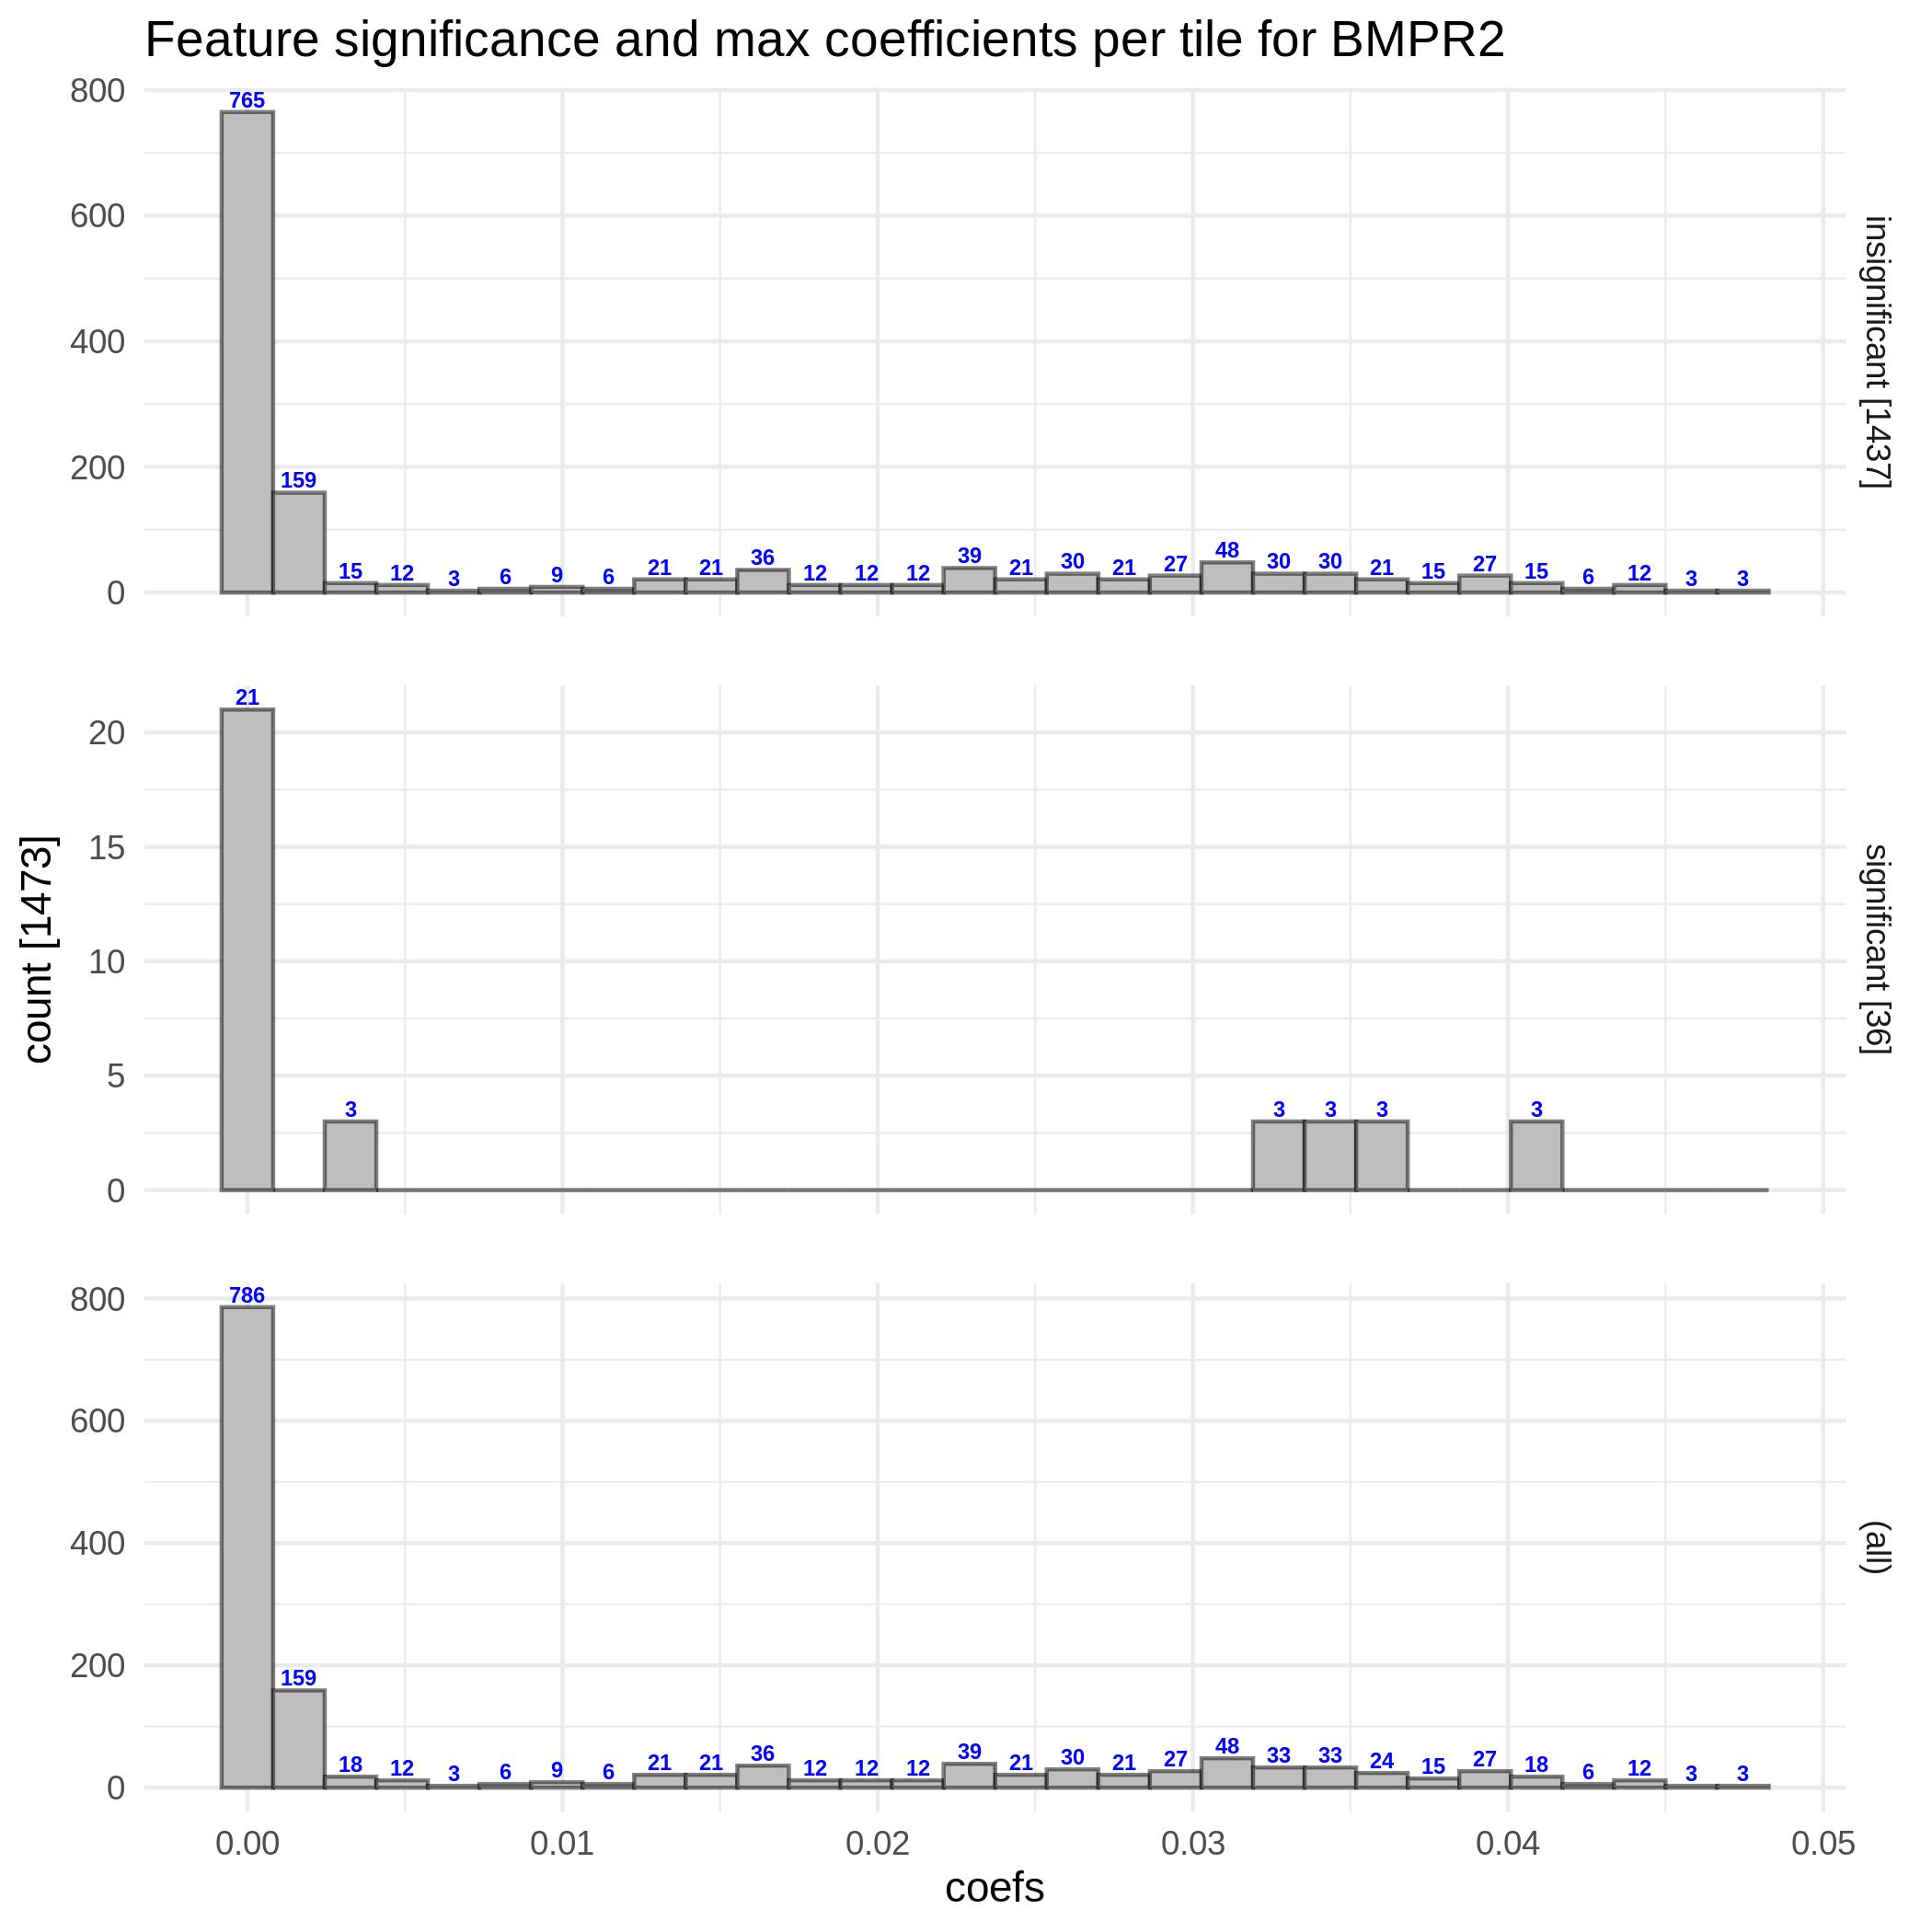 Feature significance and max coefficients per tile for BMPR2
800
600
400
200
0
765
159
15 12 3 6 9 6 21 21 36 12 12 12 39 21 30 21 27 48 30 30 21 15 27 15 6 12 3 3
insignificant [1437]
count [1473]
20
15
10
5
0
21
3 3 3 3 3
significant [36]
800
600
400
200
0
786
159
18 12 3 6 9 6 21 21 36 12 12 12 39 21 30 21 27 48 33 33 24 15 27 18 6 12 3 3
(all)
0.00 0.01 0.02 0.03 0.04 0.05
coefs